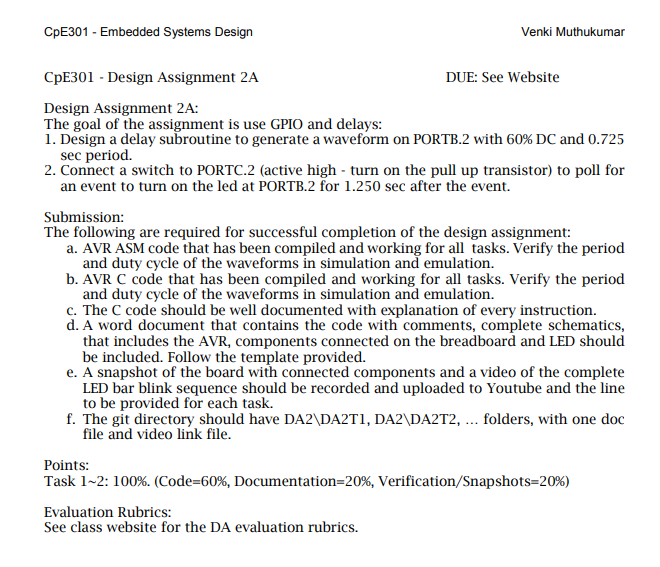 CpE301 - Embedded Systems Design Venki Muthukumar
CpE301 - Design Assignment 2A DUE: See Website
Design Assignment 2A:
The goal of the assignment is use GPIO and delays:
1. Design a delay subroutine to generate a waveform on PORTB.2 with 60% DC and 0.725
sec period.
2. Connect a switch to PORTC.2 (active high - turn on the pull up transistor) to poll for
an event to turn on the led at PORTB.2 for 1.250 sec after the event.
Submission:
The following are required for successful completion of the design assignment:
a. AVR ASM code that has been compiled and working for all tasks. Verify the period
and duty cycle of the waveforms in simulation and emulation.
b. AVR C code that has been compiled and working for all tasks. Verify the period
and duty cycle of the waveforms in simulation and emulation.
c. The C code should be well documented with explanation of every instruction.
d. A word document that contains the code with comments, complete schematics,
that includes the AVR, components connected on the breadboard and LED should
be included. Follow the template provided.
e. A snapshot of the board with connected components and a video of the complete
LED bar blink sequence should be recorded and uploaded to Youtube and the line
to be provided for each task.
f. The git directory should have DA2\DA2T1, DA2\DA2T2, … folders, with one doc
file and video link file.
Points:
Task 1~2: 100%. (Code=60%, Documentation=20%, Verification/Snapshots=20%)
Evaluation Rubrics:
See class website for the DA evaluation rubrics.